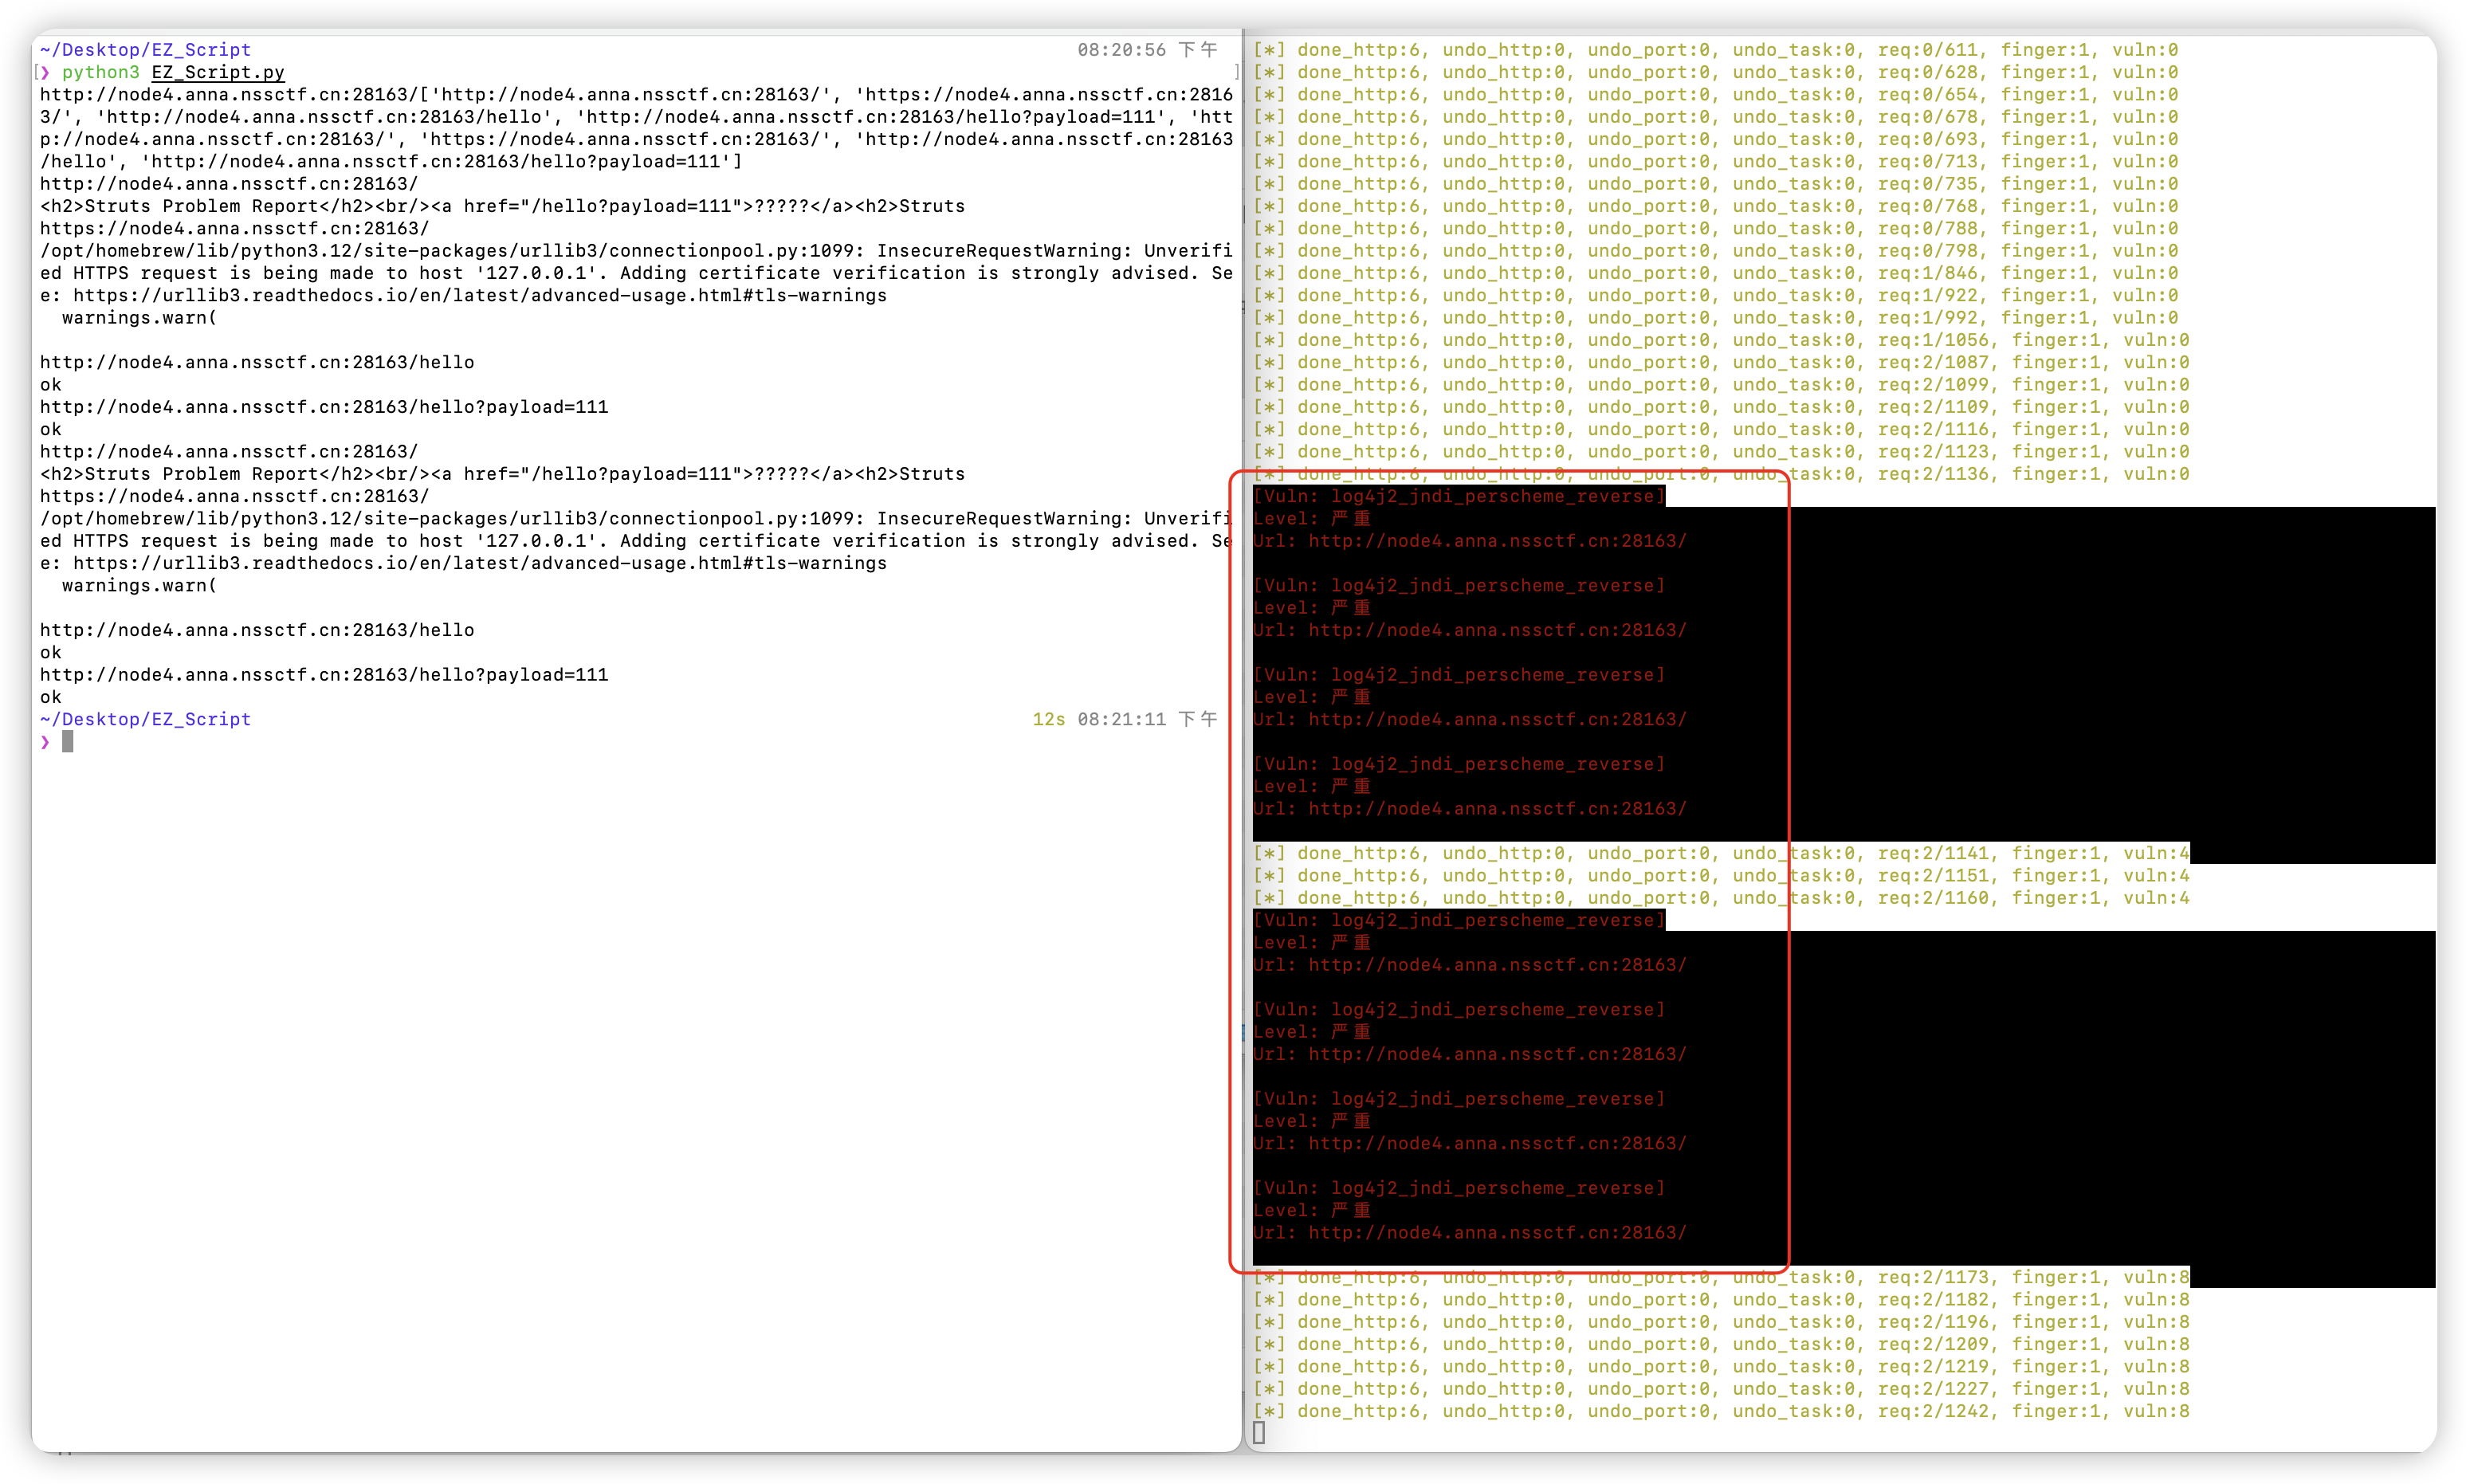 ~/Desktop/EZ_Script 08:20:56 下午
[❯ python3 EZ_Script.py ]
http://node4.anna.nssctf.cn:28163/['http://node4.anna.nssctf.cn:28163/', 'https://node4.anna.nssctf.cn:2816
3/', 'http://node4.anna.nssctf.cn:28163/hello', 'http://node4.anna.nssctf.cn:28163/hello?payload=111', 'htt
p://node4.anna.nssctf.cn:28163/', 'https://node4.anna.nssctf.cn:28163/', 'http://node4.anna.nssctf.cn:28163
/hello', 'http://node4.anna.nssctf.cn:28163/hello?payload=111']
http://node4.anna.nssctf.cn:28163/
<h2>Struts Problem Report</h2><br/><a href="/hello?payload=111">?????</a><h2>Struts
https://node4.anna.nssctf.cn:28163/
/opt/homebrew/lib/python3.12/site-packages/urllib3/connectionpool.py:1099: InsecureRequestWarning: Unverifi
ed HTTPS request is being made to host '127.0.0.1'. Adding certificate verification is strongly advised. Se
e: https://urllib3.readthedocs.io/en/latest/advanced-usage.html#tls-warnings
warnings.warn(
http://node4.anna.nssctf.cn:28163/hello
ok
http://node4.anna.nssctf.cn:28163/hello?payload=111
ok
http://node4.anna.nssctf.cn:28163/
<h2>Struts Problem Report</h2><br/><a href="/hello?payload=111">?????</a><h2>Struts
https://node4.anna.nssctf.cn:28163/
/opt/homebrew/lib/python3.12/site-packages/urllib3/connectionpool.py:1099: InsecureRequestWarning: Unverifi
ed HTTPS request is being made to host '127.0.0.1'. Adding certificate verification is strongly advised. Se
e: https://urllib3.readthedocs.io/en/latest/advanced-usage.html#tls-warnings
warnings.warn(
http://node4.anna.nssctf.cn:28163/hello
ok
http://node4.anna.nssctf.cn:28163/hello?payload=111
ok
~/Desktop/EZ_Script 12s 08:21:11 下午
❯
[*] done_http:6, undo_http:0, undo_port:0, undo_task:0, req:0/611, finger:1, vuln:0
[*] done_http:6, undo_http:0, undo_port:0, undo_task:0, req:0/628, finger:1, vuln:0
[*] done_http:6, undo_http:0, undo_port:0, undo_task:0, req:0/654, finger:1, vuln:0
[*] done_http:6, undo_http:0, undo_port:0, undo_task:0, req:0/678, finger:1, vuln:0
[*] done_http:6, undo_http:0, undo_port:0, undo_task:0, req:0/693, finger:1, vuln:0
[*] done_http:6, undo_http:0, undo_port:0, undo_task:0, req:0/713, finger:1, vuln:0
[*] done_http:6, undo_http:0, undo_port:0, undo_task:0, req:0/735, finger:1, vuln:0
[*] done_http:6, undo_http:0, undo_port:0, undo_task:0, req:0/768, finger:1, vuln:0
[*] done_http:6, undo_http:0, undo_port:0, undo_task:0, req:0/788, finger:1, vuln:0
[*] done_http:6, undo_http:0, undo_port:0, undo_task:0, req:0/798, finger:1, vuln:0
[*] done_http:6, undo_http:0, undo_port:0, undo_task:0, req:1/846, finger:1, vuln:0
[*] done_http:6, undo_http:0, undo_port:0, undo_task:0, req:1/922, finger:1, vuln:0
[*] done_http:6, undo_http:0, undo_port:0, undo_task:0, req:1/992, finger:1, vuln:0
[*] done_http:6, undo_http:0, undo_port:0, undo_task:0, req:1/1056, finger:1, vuln:0
[*] done_http:6, undo_http:0, undo_port:0, undo_task:0, req:2/1087, finger:1, vuln:0
[*] done_http:6, undo_http:0, undo_port:0, undo_task:0, req:2/1099, finger:1, vuln:0
[*] done_http:6, undo_http:0, undo_port:0, undo_task:0, req:2/1109, finger:1, vuln:0
[*] done_http:6, undo_http:0, undo_port:0, undo_task:0, req:2/1116, finger:1, vuln:0
[*] done_http:6, undo_http:0, undo_port:0, undo_task:0, req:2/1123, finger:1, vuln:0
[*] done_http:6, undo_http:0, undo_port:0, undo_task:0, req:2/1136, finger:1, vuln:0
[Vuln: log4j2_jndi_perscheme_reverse]
Level: 严重
Url: http://node4.anna.nssctf.cn:28163/
[Vuln: log4j2_jndi_perscheme_reverse]
Level: 严重
Url: http://node4.anna.nssctf.cn:28163/
[Vuln: log4j2_jndi_perscheme_reverse]
Level: 严重
Url: http://node4.anna.nssctf.cn:28163/
[Vuln: log4j2_jndi_perscheme_reverse]
Level: 严重
Url: http://node4.anna.nssctf.cn:28163/
[*] done_http:6, undo_http:0, undo_port:0, undo_task:0, req:2/1141, finger:1, vuln:4
[*] done_http:6, undo_http:0, undo_port:0, undo_task:0, req:2/1151, finger:1, vuln:4
[*] done_http:6, undo_http:0, undo_port:0, undo_task:0, req:2/1160, finger:1, vuln:4
[Vuln: log4j2_jndi_perscheme_reverse]
Level: 严重
Url: http://node4.anna.nssctf.cn:28163/
[Vuln: log4j2_jndi_perscheme_reverse]
Level: 严重
Url: http://node4.anna.nssctf.cn:28163/
[Vuln: log4j2_jndi_perscheme_reverse]
Level: 严重
Url: http://node4.anna.nssctf.cn:28163/
[Vuln: log4j2_jndi_perscheme_reverse]
Level: 严重
Url: http://node4.anna.nssctf.cn:28163/
[*] done_http:6, undo_http:0, undo_port:0, undo_task:0, req:2/1173, finger:1, vuln:8
[*] done_http:6, undo_http:0, undo_port:0, undo_task:0, req:2/1182, finger:1, vuln:8
[*] done_http:6, undo_http:0, undo_port:0, undo_task:0, req:2/1196, finger:1, vuln:8
[*] done_http:6, undo_http:0, undo_port:0, undo_task:0, req:2/1209, finger:1, vuln:8
[*] done_http:6, undo_http:0, undo_port:0, undo_task:0, req:2/1219, finger:1, vuln:8
[*] done_http:6, undo_http:0, undo_port:0, undo_task:0, req:2/1227, finger:1, vuln:8
[*] done_http:6, undo_http:0, undo_port:0, undo_task:0, req:2/1242, finger:1, vuln:8